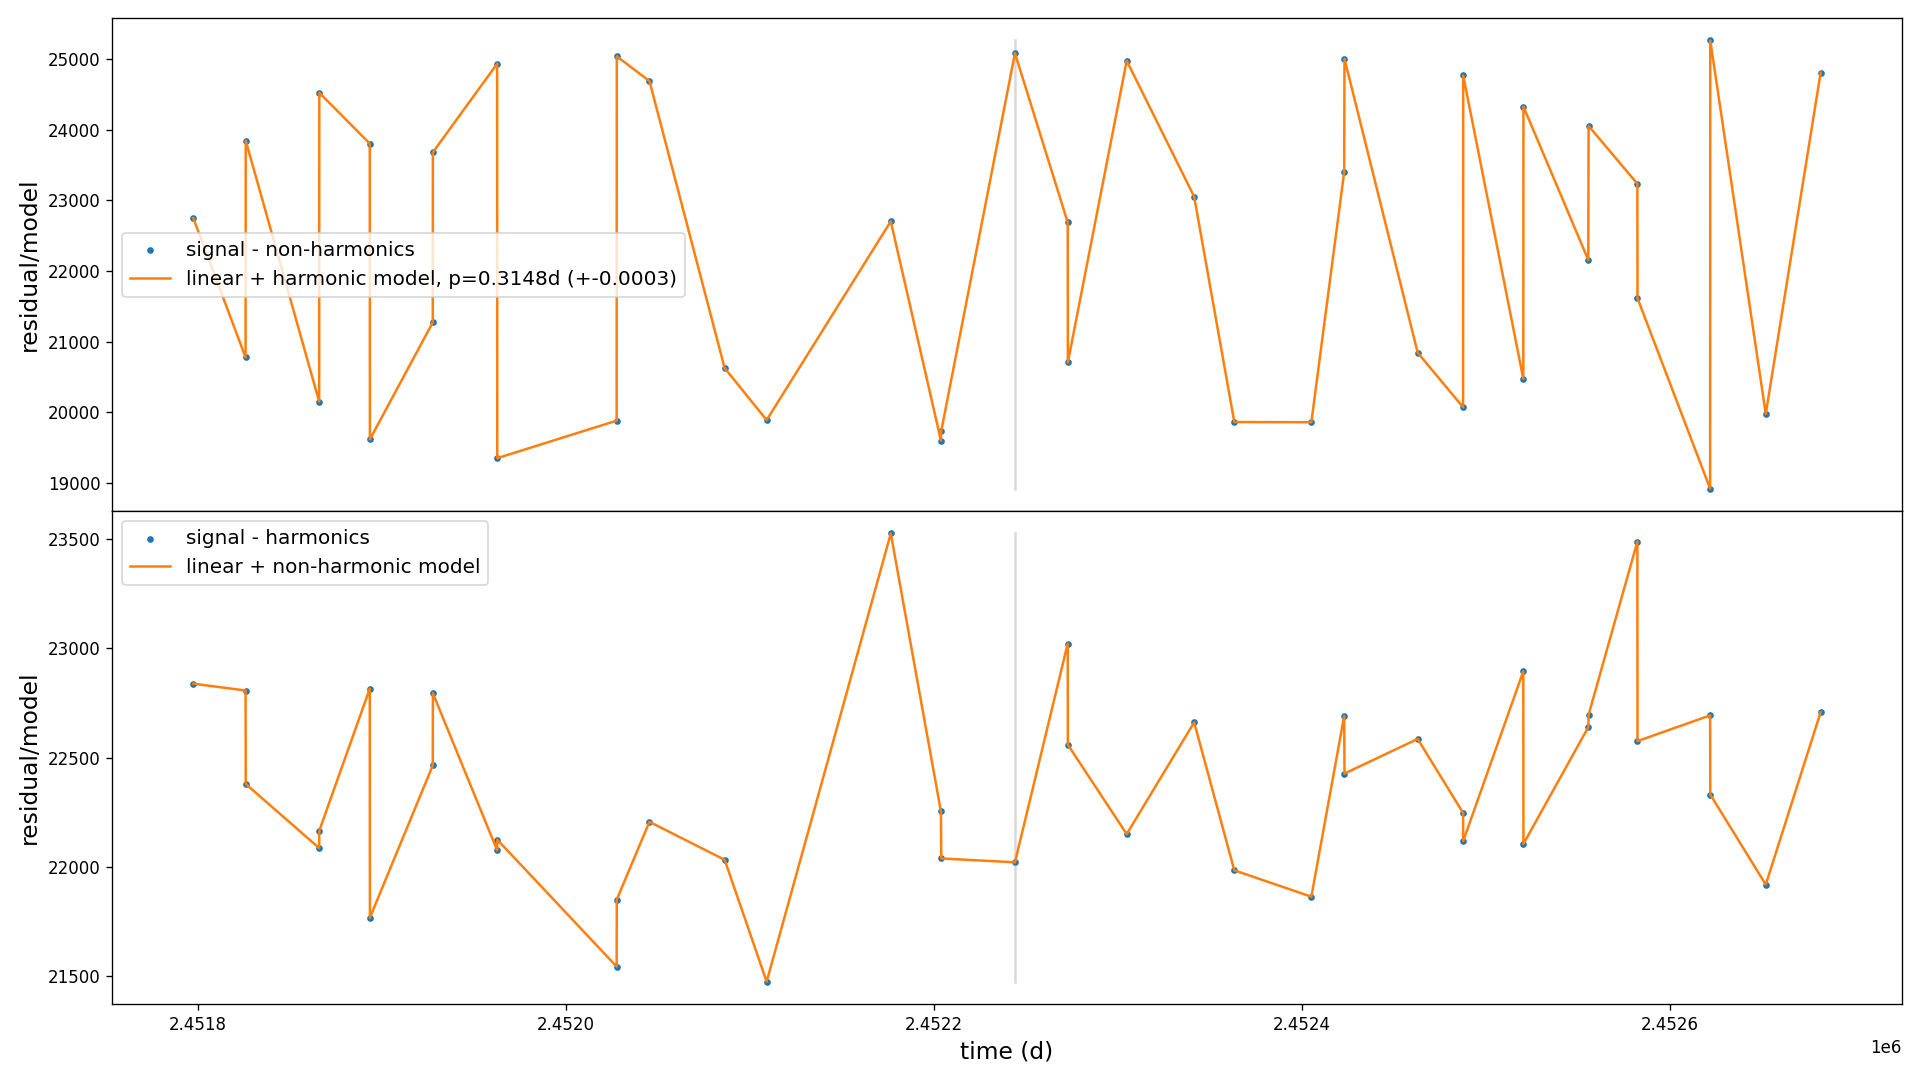 25000
24000
23000
22000
21000
20000
19000
residual/model
signal - non-harmonics
linear + harmonic model, p=0.3148d (+-0.0003)
23500
23000
22500
22000
21500
residual/model
signal - harmonics
linear + non-harmonic model
2.4518 2.4520 2.4522 2.4524 2.4526
1e6
time (d)